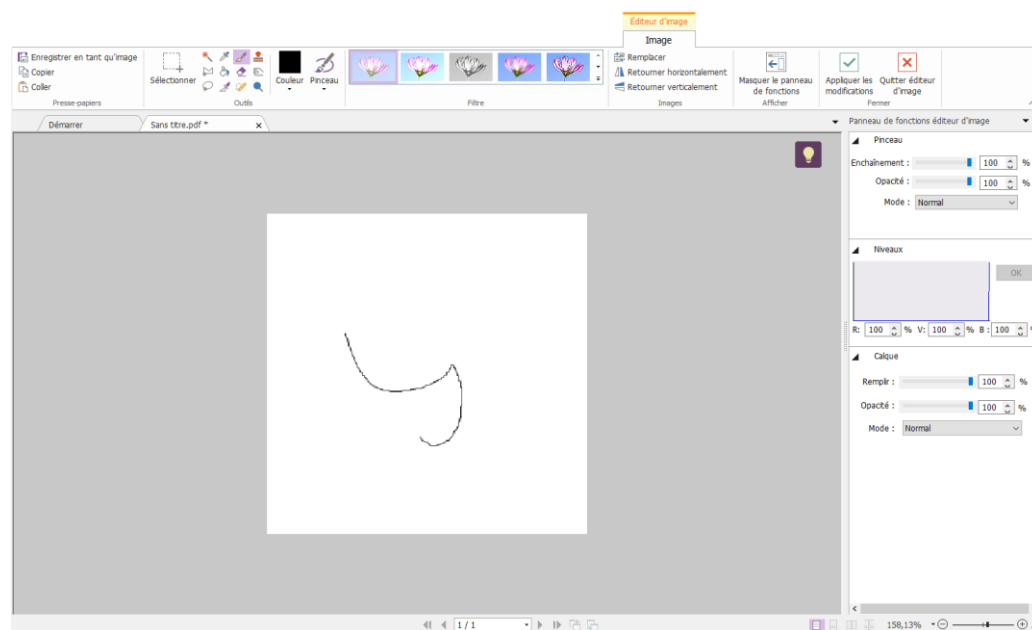 Éditeur d'image
Image
Enregistrer en tant qu'image
Copier
Coller
Presse-papiers
Sélectionner
Outils
Couleur
Pinceau
Filtre
Remplacer
Retourner horizontalement
Retourner verticalement
Images
Masquer le panneau
de fonctions
Afficher
Appliquer les
modifications
Quitter éditeur
d'image
Fermer
Démarrer
Sans titre.pdf *
x
Panneau de fonctions éditeur d'image
Pinceau
Enchaînement : 100 %
Opacité : 100 %
Mode : Normal
Niveaux
OK
R: 100 % V: 100 % B : 100 %
Calque
Remplir : 100 %
Opacité : 100 %
Mode : Normal
1 / 1
158,13%